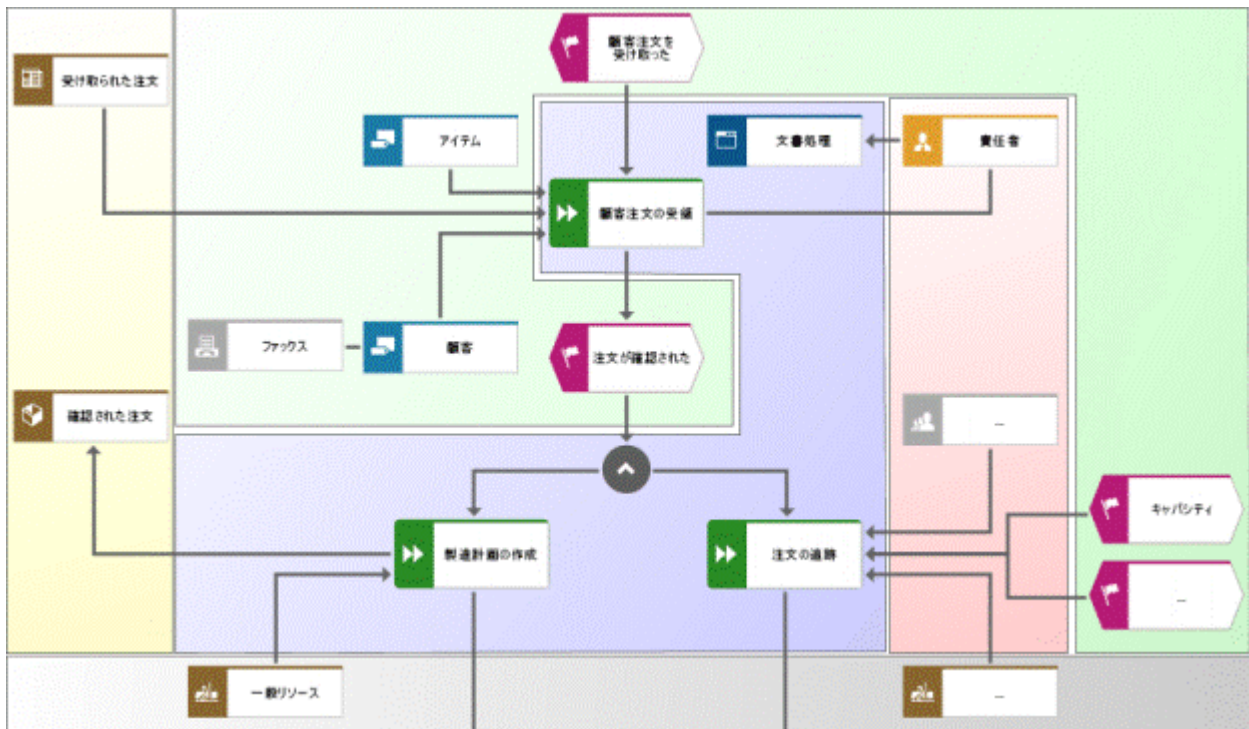 顧客注文を
受け取った
受け取られた注文
アイテム
文書処理
責任者
顧客注文の受領
ファックス
顧客
注文が確認された
確認された注文
...
キャパシティ
製造計画の作成
注文の追跡
...
一般リソース
...